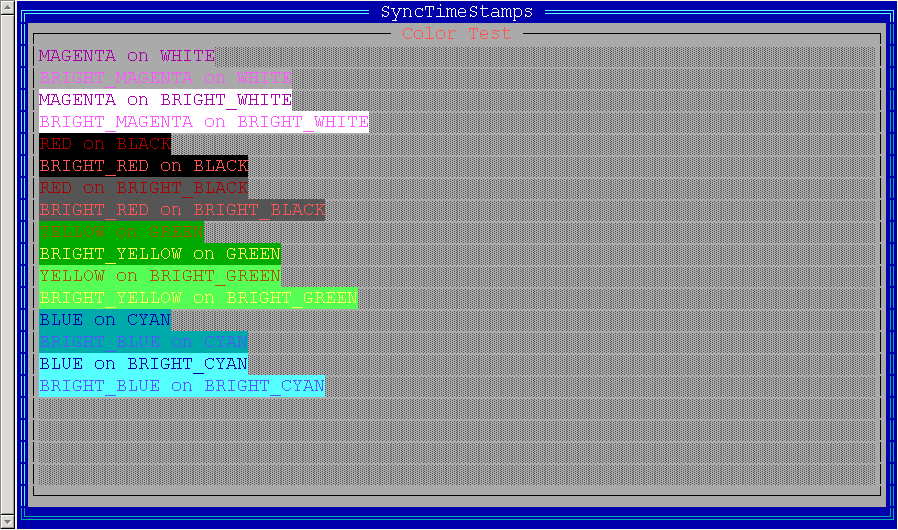 SyncTimeStamps
Color Test
MAGENTA on WHITE
BRIGHT_MAGENTA on WHITE
MAGENTA on BRIGHT_WHITE
BRIGHT_MAGENTA on BRIGHT_WHITE
RED on BLACK
BRIGHT_RED on BLACK
RED on BRIGHT_BLACK
BRIGHT_RED on BRIGHT_BLACK
YELLOW on GREEN
BRIGHT_YELLOW on GREEN
YELLOW on BRIGHT_GREEN
BRIGHT_YELLOW on BRIGHT_GREEN
BLUE on CYAN
BRIGHT_BLUE on CYAN
BLUE on BRIGHT_CYAN
BRIGHT_BLUE on BRIGHT_CYAN